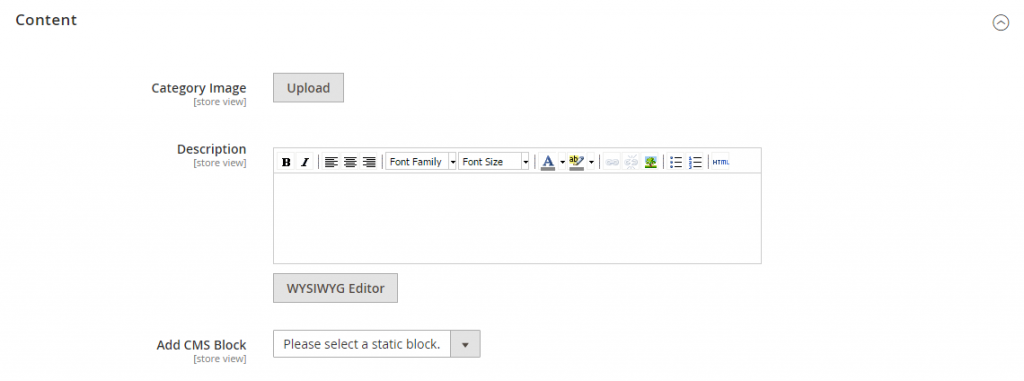 Content
Category Image
[store view]
Upload
Description
[store view]
B I Font Family Font Size A ab HTML
WYSIWYG Editor
Add CMS Block
[store view]
Please select a static block.